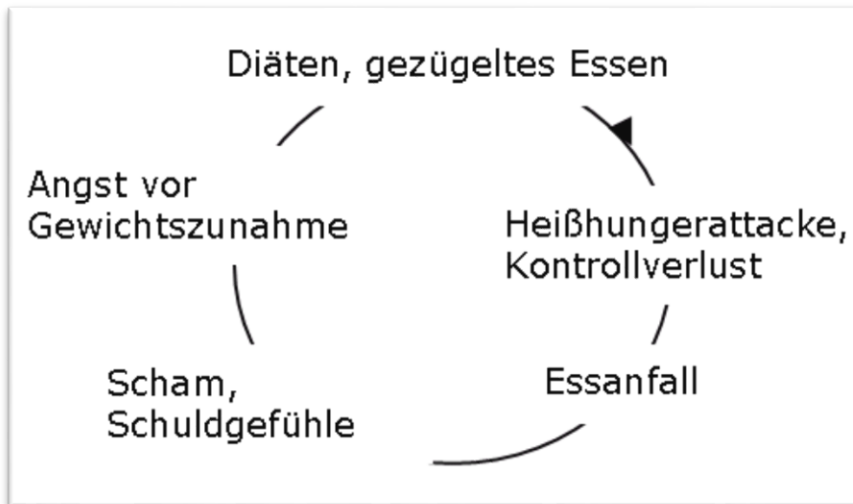 Diäten, gezügeltes Essen
Heißhungerattacke,
Kontrollverlust
Essanfall
Scham,
Schuldgefühle
Angst vor
Gewichtszunahme